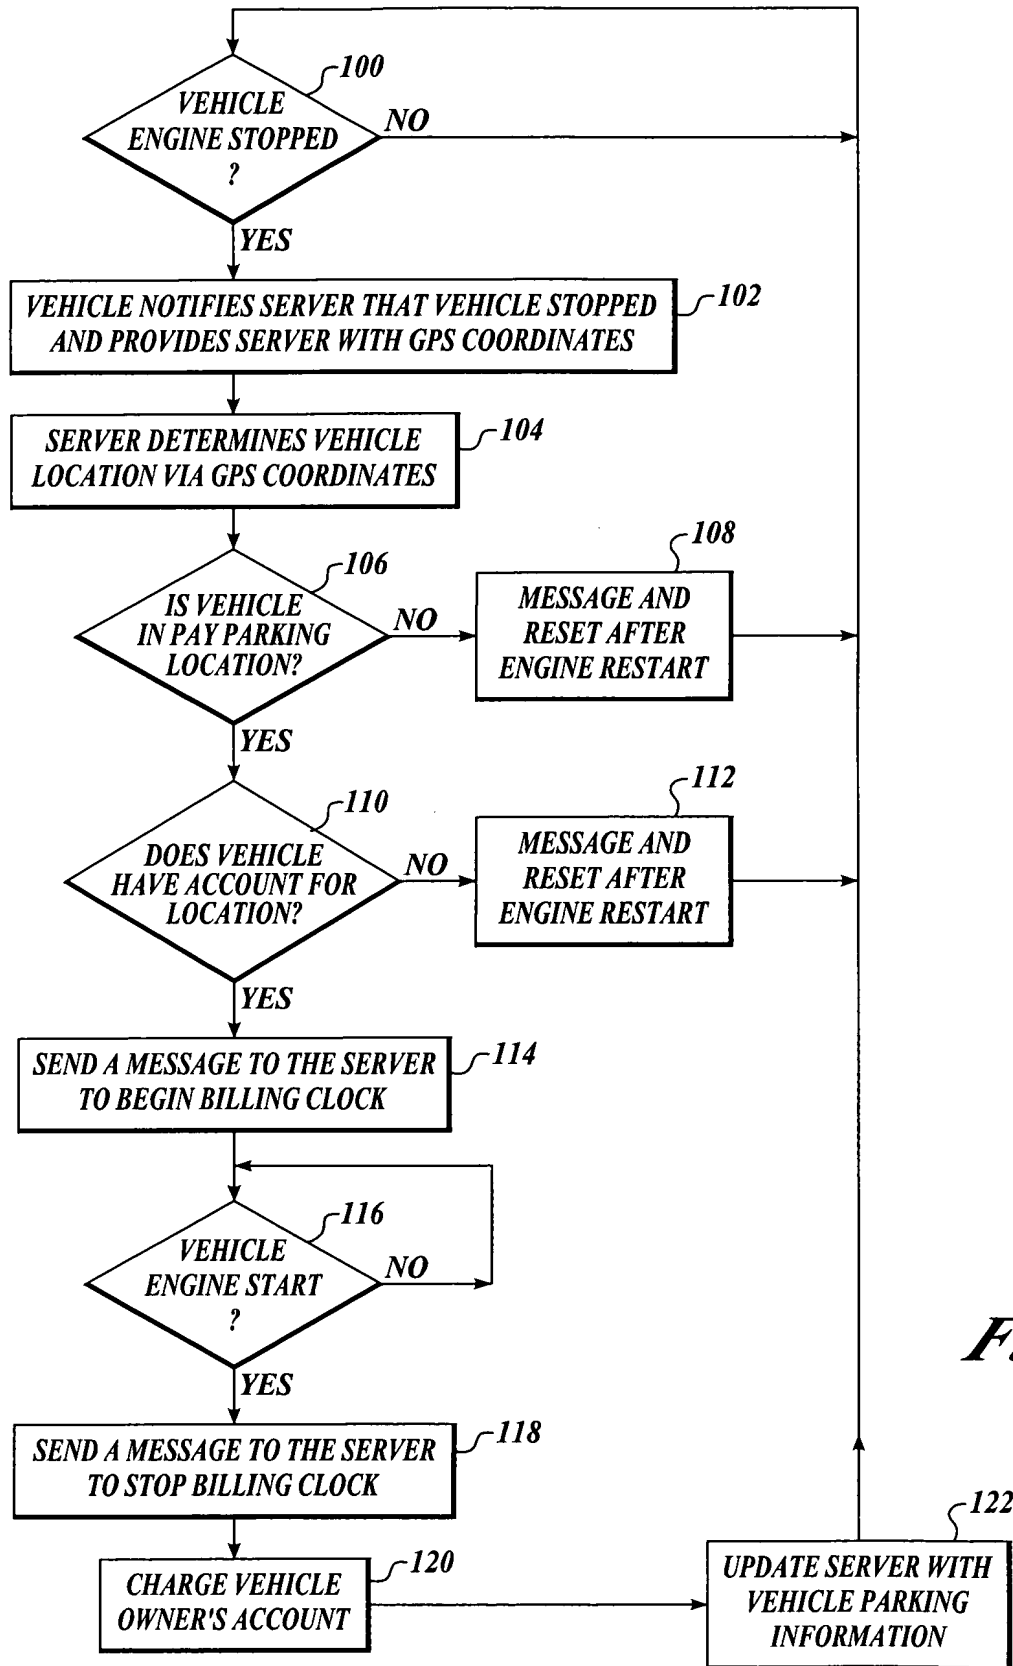 100
VEHICLE
ENGINE STOPPED
?
NO
YES
VEHICLE NOTIFIES SERVER THAT VEHICLE STOPPED
AND PROVIDES SERVER WITH GPS COORDINATES
102
SERVER DETERMINES VEHICLE
LOCATION VIA GPS COORDINATES
104
106
IS VEHICLE
IN PAY PARKING
LOCATION?
NO
108
MESSAGE AND
RESET AFTER
ENGINE RESTART
YES
110
DOES VEHICLE
HAVE ACCOUNT FOR
LOCATION?
NO
112
MESSAGE AND
RESET AFTER
ENGINE RESTART
YES
SEND A MESSAGE TO THE SERVER
TO BEGIN BILLING CLOCK
114
116
VEHICLE
ENGINE START
?
NO
YES
SEND A MESSAGE TO THE SERVER
TO STOP BILLING CLOCK
118
CHARGE VEHICLE
OWNER'S ACCOUNT
120
122
UPDATE SERVER WITH
VEHICLE PARKING
INFORMATION